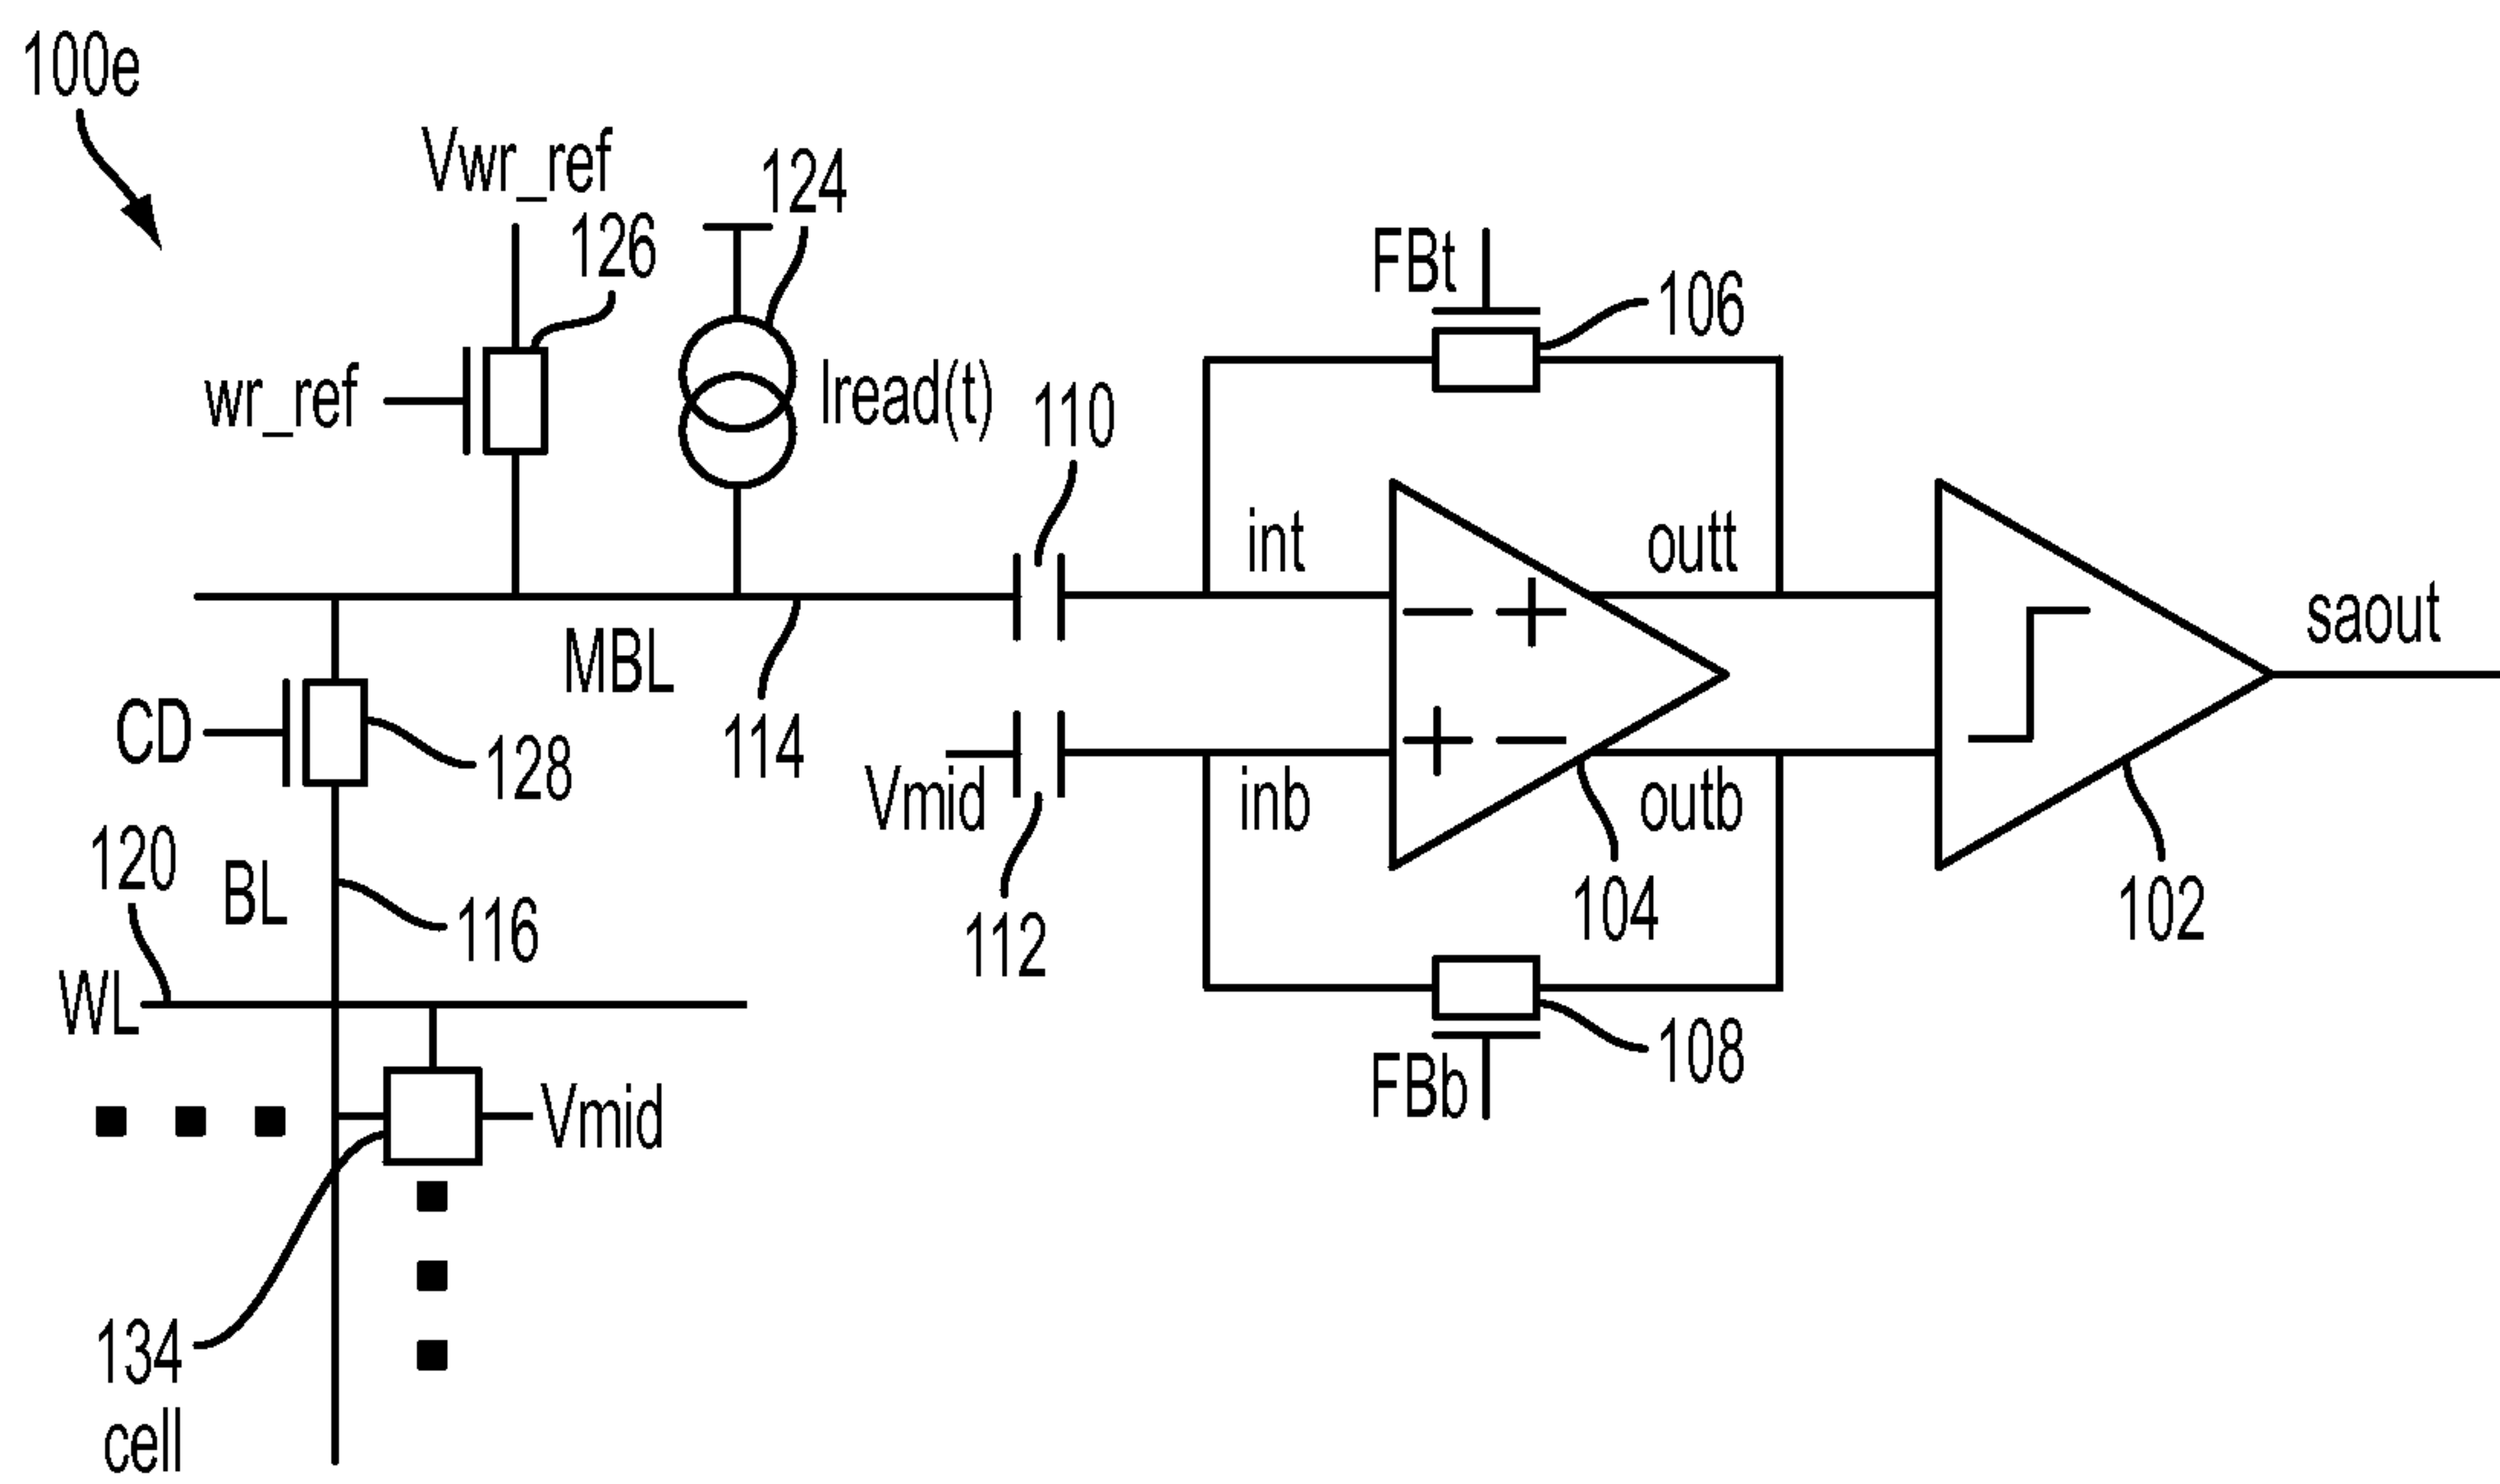 100e
Vwr_ref
126
124
wr_ref
Iread(t)
110
FBt
106
int
outt
saout
MBL
114
CD
128
Vmid
inb
outb
112
104
102
120
BL
116
WL
Vmid
FBb
108
134
cell
− +
+ −